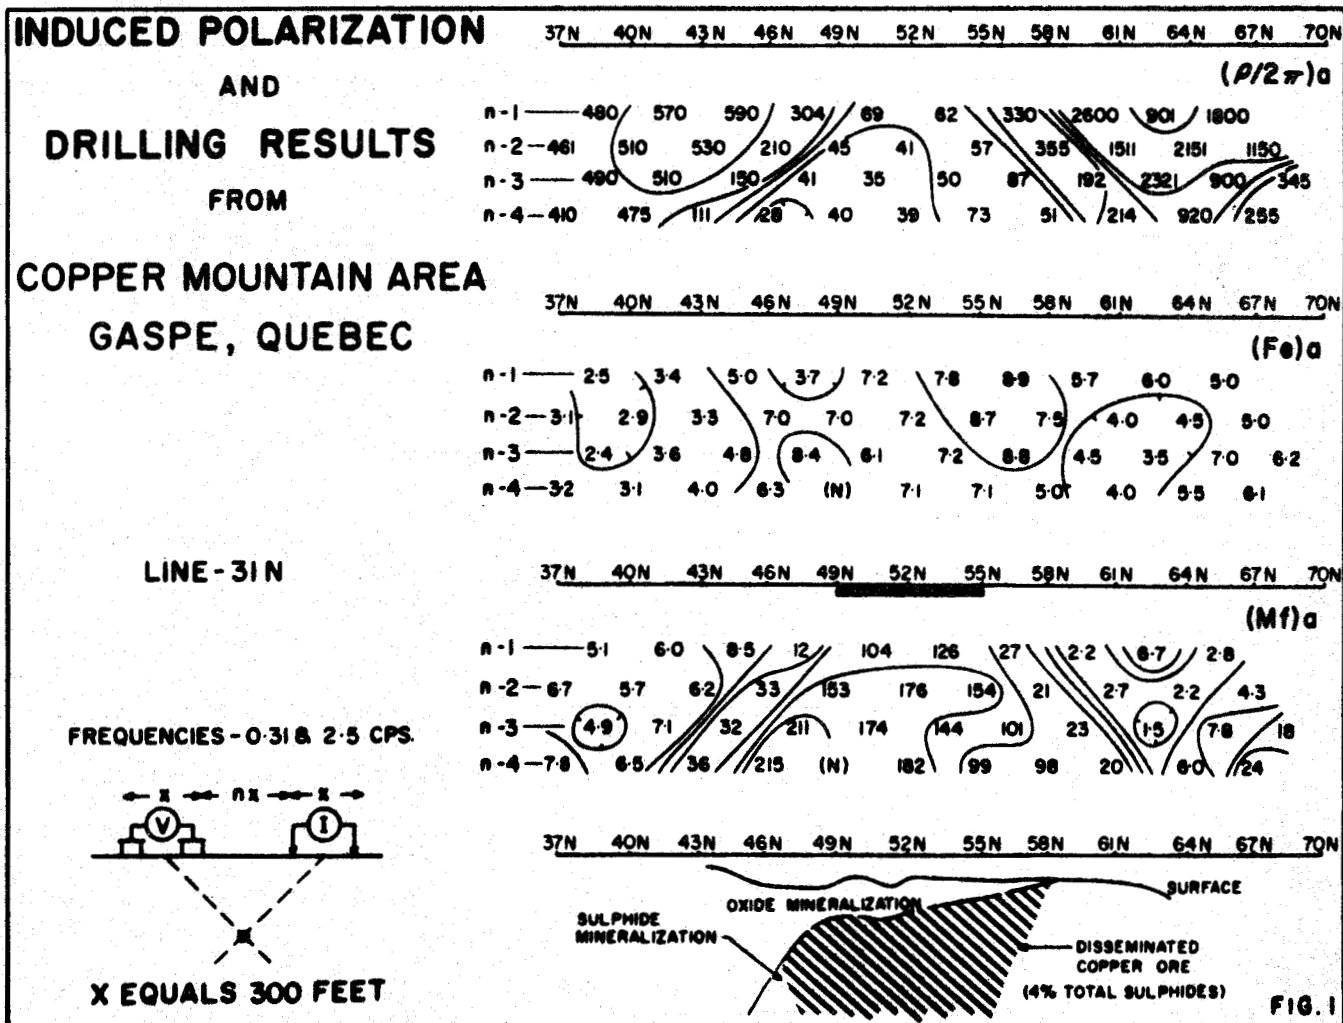 INDUCED POLARIZATION
AND
DRILLING RESULTS
FROM
COPPER MOUNTAIN AREA
GASPE, QUEBEC
LINE-31N
FREQUENCIES-0·31 & 2·5 CPS.
x nx x
V I
X EQUALS 300 FEET
37N 40N 43N 46N 49N 52N 55N 58N 61N 64N 67N 70N
(ρ/2π)a
n-1 480 570 590 304 69 62 330 2600 901 1800
n-2 461 510 530 210 45 41 57 355 1511 2151 1150
n-3 490 510 150 41 35 50 87 192 2321 900 345
n-4 410 475 111 28 40 39 73 51 214 920 255
37N 40N 43N 46N 49N 52N 55N 58N 61N 64N 67N 70N
(Fe)a
n-1 2·5 3·4 5·0 3·7 7·2 7·8 8·9 5·7 6·0 5·0
n-2 3·1 2·9 3·3 7·0 7·0 7·2 8·7 7·5 4·0 4·5 5·0
n-3 2·4 3·6 4·8 8·4 6·1 7·2 8·8 4·5 3·5 7·0 6·2
n-4 3·2 3·1 4·0 6·3 (N) 7·1 7·1 5·0 4·0 5·5 6·1
37N 40N 43N 46N 49N 52N 55N 58N 61N 64N 67N 70N
(Mf)a
n-1 5·1 6·0 8·5 12 104 126 27 2·2 6·7 2·8
n-2 6·7 5·7 6·2 33 153 176 154 21 2·7 2·2 4·3
n-3 4·9 7·1 32 211 174 144 101 23 1·5 7·8 18
n-4 7·8 6·5 36 215 (N) 182 99 98 20 6·0 24
37N 40N 43N 46N 49N 52N 55N 58N 61N 64N 67N 70N
SURFACE
OXIDE MINERALIZATION
SULPHIDE
MINERALIZATION
DISSEMINATED
COPPER ORE
(4% TOTAL SULPHIDES)
FIG. 1